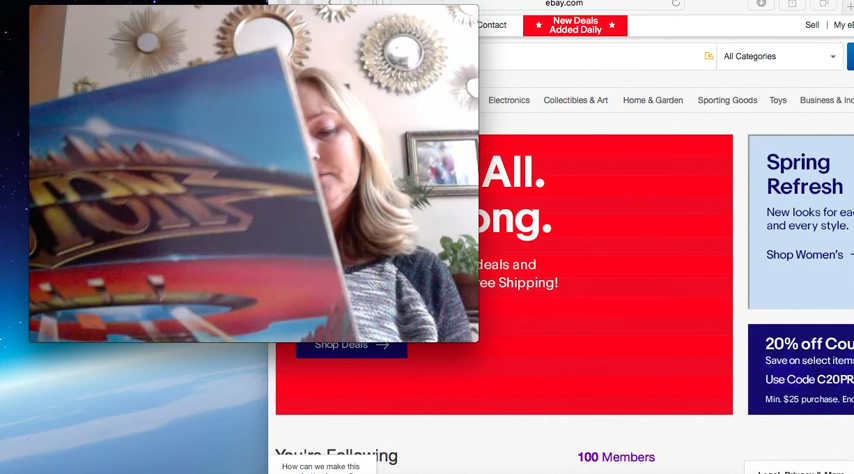 ebay.com
Contact
New Deals
Added Daily
Sell
My eB
All Categories
Electronics
Collectibles & Art
Home & Garden
Sporting Goods
Toys
Business & Ind
All.
ong.
deals and
ree Shipping!
Shop Deals
Spring
Refresh
New looks for ea
and every style.
Shop Women's
20% off Cou
Save on select items
Use Code C20PR
Min. $25 purchase. End
You're Following
100 Members
How can we make this